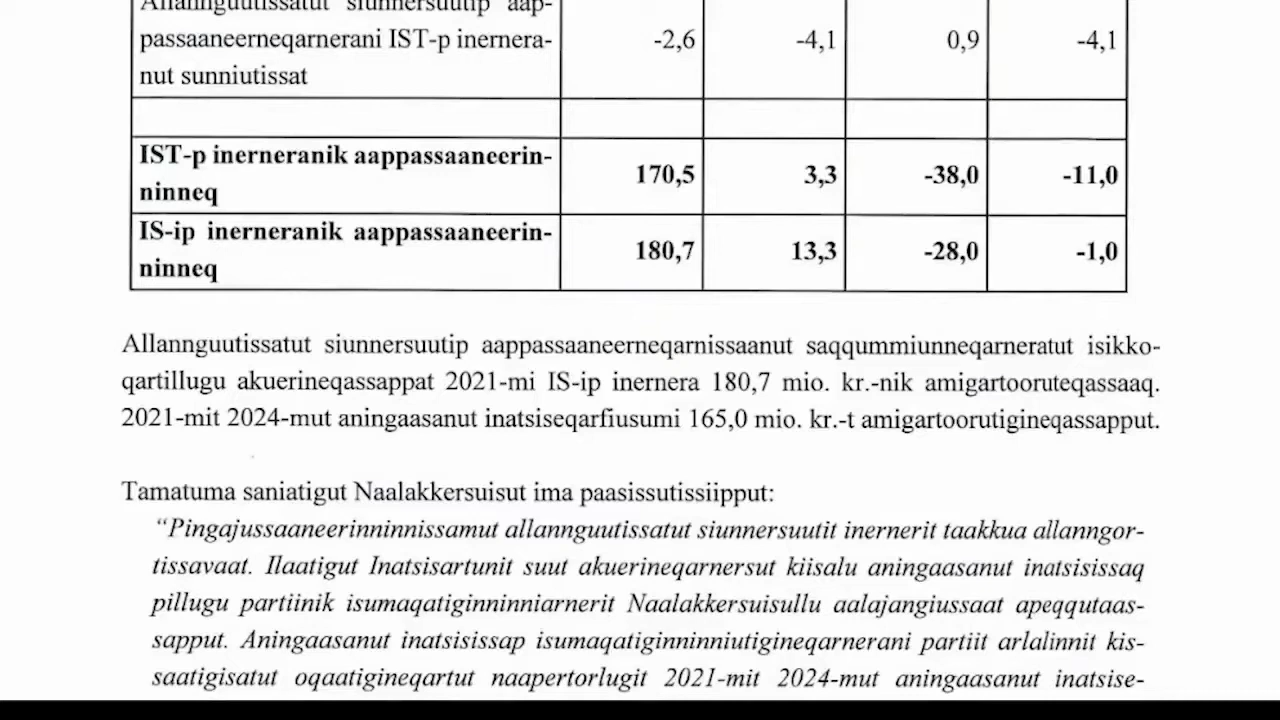 Allannguutissatut siunnersuutip aap-
passaaneerneqarnerani IST-p inernera- -2,6 -4,1 0,9 -4,1
nut sunniutissat
IST-p inerneranik aappassaaneerin- 170,5 3,3 -38,0 -11,0
ninneq
IS-ip inerneranik aappassaaneerin- 180,7 13,3 -28,0 -1,0
ninneq
Allannguutissatut siunnersuutip aappassaaneerneqarnissaanut saqqummiunneqarneratut isikko-
qartillugu akuerineqassappat 2021-mi IS-ip inernera 180,7 mio. kr.-nik amigartooruteqassaaq.
2021-mit 2024-mut aningaasanut inatsiseqarfiusumi 165,0 mio. kr.-t amigartoorutigineqassapput.
Tamatuma saniatigut Naalakkersuisut ima paasissutissiipput:
“Pingajussaaneerinninnissamut allannguutissatut siunnersuutit inernerit taakkua allanngor-
tissavaat. Ilaatigut Inatsisartunit suut akuerineqarnersut kiisalu aningaasanut inatsisissaq
pillugu partiinik isumaqatiginninniarnerit Naalakkersuisullu aalajangiussaat apeqqutaas-
sapput. Aningaasanut inatsisissap isumaqatiginninniutigineqarnerani partiit arlalinnit kis-
saatigisatut oqaatigineqartut naapertorlugit 2021-mit 2024-mut aningaasanut inatsise-